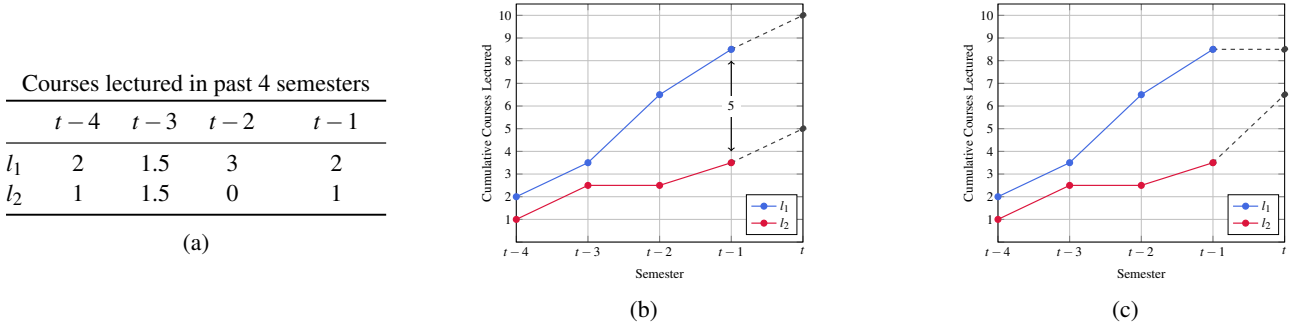 Courses lectured in past 4 semesters
t − 4 t − 3 t − 2 t − 1
l1 2 1.5 3 2
l2 1 1.5 0 1
(a)
Cumulative Courses Lectured
10
9
8
7
6
5
4
3
2
1
5
l1
l2
t − 4 t − 3 t − 2 t − 1 t
Semester
(b)
Cumulative Courses Lectured
10
9
8
7
6
5
4
3
2
1
l1
l2
t − 4 t − 3 t − 2 t − 1 t
Semester
(c)